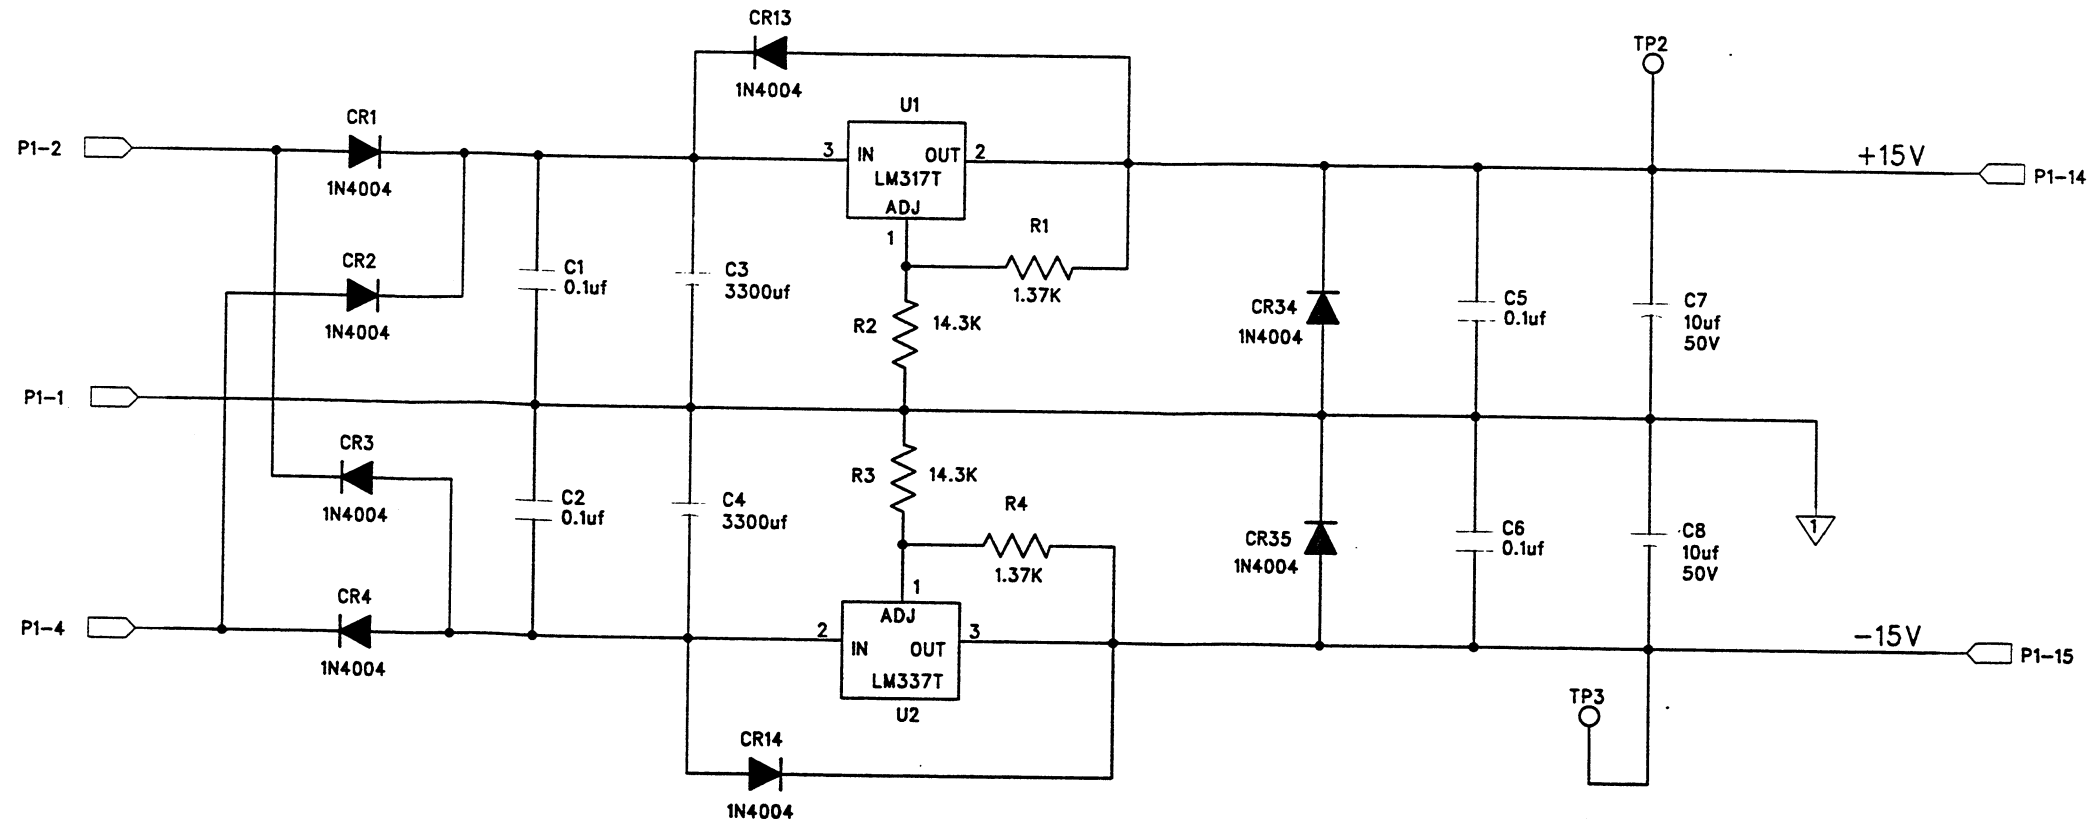 CR13
1N4004
TP2
CR1
1N4004
U1
P1-2
3 IN OUT 2
LM317T
ADJ
1
+15V
P1-14
R1
1.37K
CR2
1N4004
C1
0.1uf
C3
3300uf
R2 14.3K
CR34
1N4004
C5
0.1uf
C7
10uf
50V
P1-1
CR3
1N4004
C2
0.1uf
C4
3300uf
R3 14.3K
R4
1.37K
CR35
1N4004
C6
0.1uf
C8
10uf
50V
1
CR4
1N4004
P1-4
1
ADJ
2 IN OUT 3
LM337T
U2
-15V
P1-15
TP3
CR14
1N4004